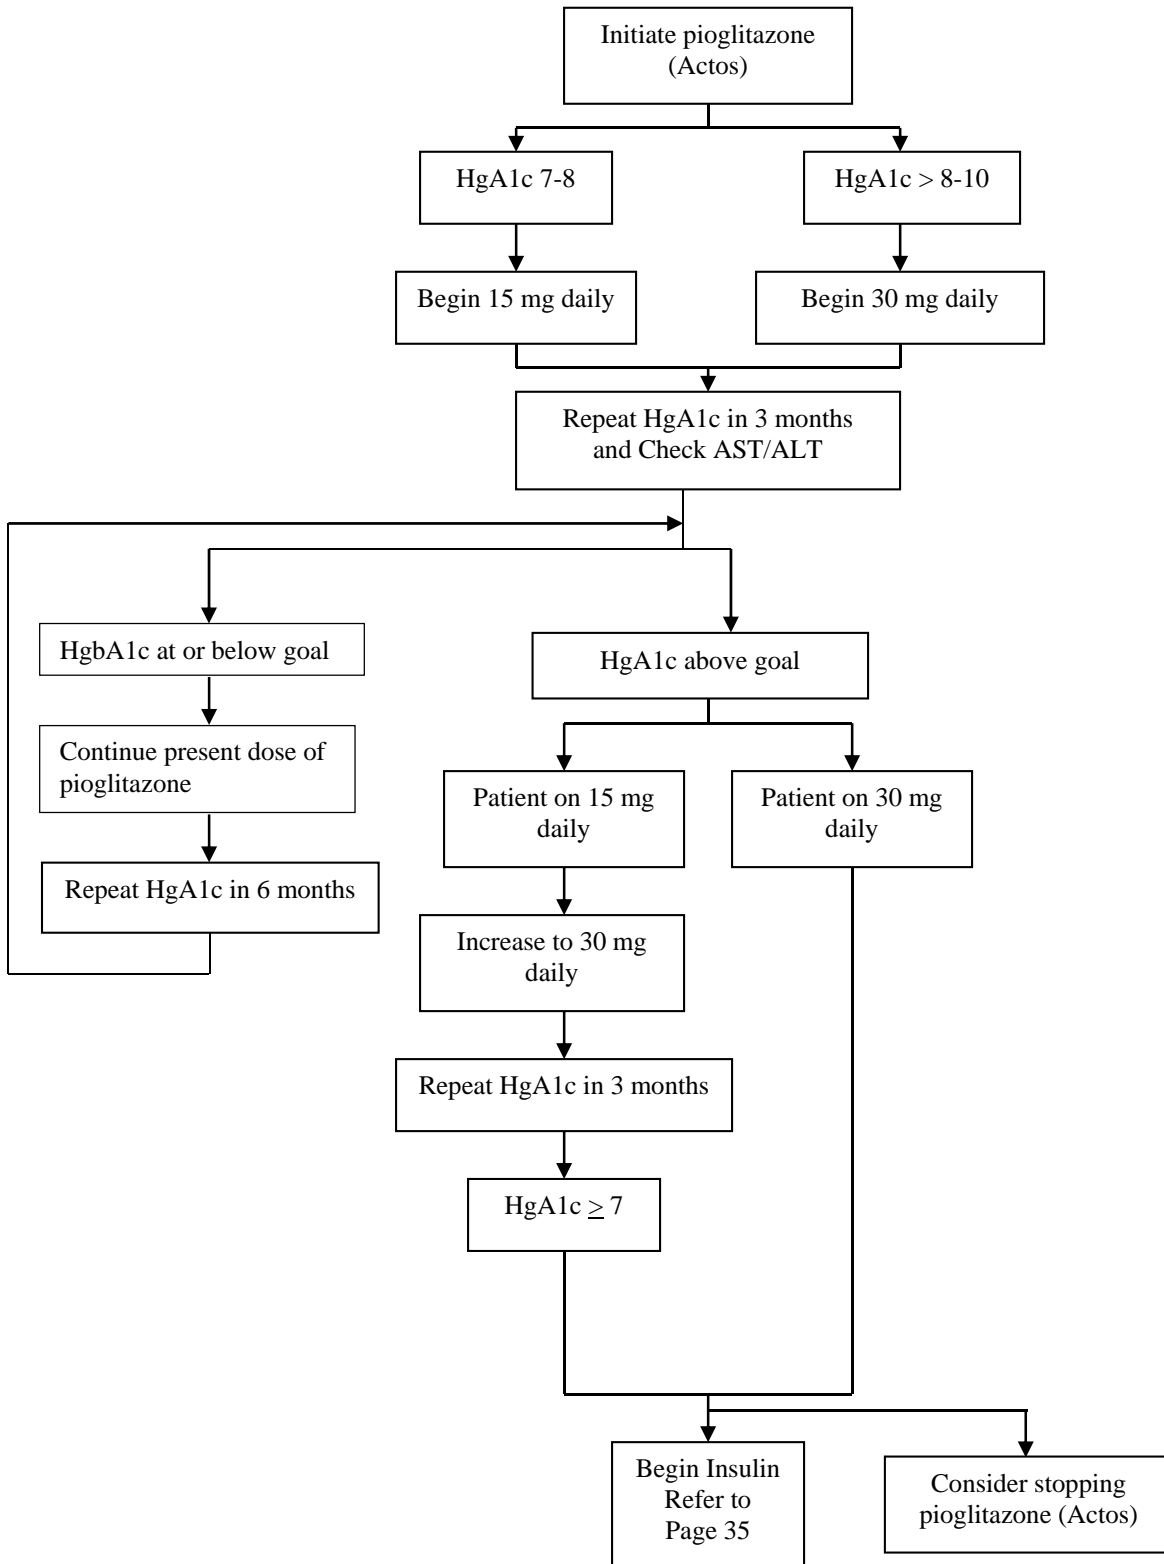 Initiate pioglitazone
(Actos)
HgA1c 7-8
HgA1c > 8-10
Begin 15 mg daily
Begin 30 mg daily
Repeat HgA1c in 3 months
and Check AST/ALT
HgbA1c at or below goal
HgA1c above goal
Continue present dose of
pioglitazone
Patient on 15 mg
daily
Patient on 30 mg
daily
Repeat HgA1c in 6 months
Increase to 30 mg
daily
Repeat HgA1c in 3 months
HgA1c ≥ 7
Begin Insulin
Refer to
Page 35
Consider stopping
pioglitazone (Actos)